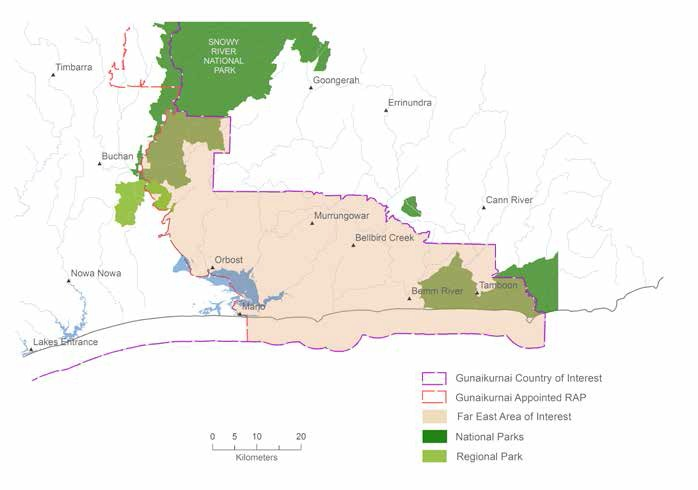 SNOWY
RIVER
NATIONAL
PARK
Timbarra
Goongerah
Errinundra
Buchan
Cann River
Murrungowar
Bellbird Creek
Orbost
Nowa Nowa
Tamboon
Bemm River
Marlo
Lakes Entrance
Gunaikurnai Country of Interest
Gunaikurnai Appointed RAP
Far East Area of Interest
National Parks
Regional Park
0 5 10 20
Kilometers